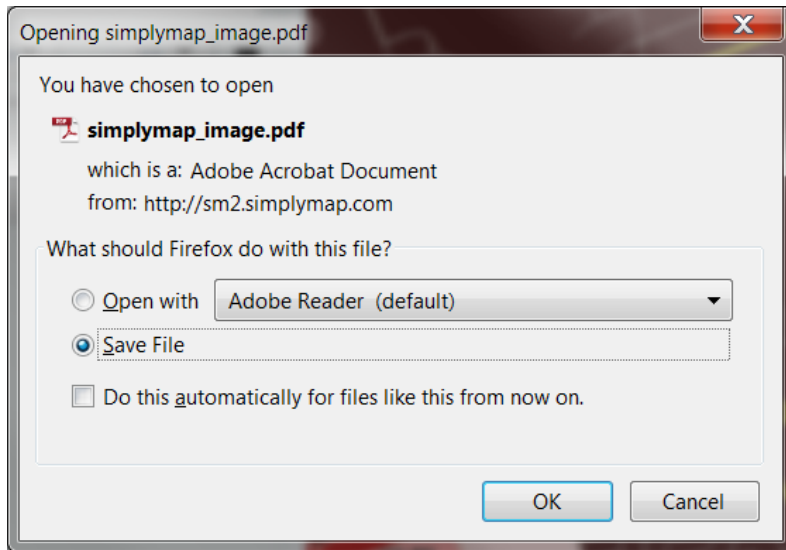 Opening simplymap_image.pdf
You have chosen to open
simplymap_image.pdf
which is a: Adobe Acrobat Document
from: http://sm2.simplymap.com
What should Firefox do with this file?
Open with Adobe Reader (default)
Save File
Do this automatically for files like this from now on.
OK Cancel